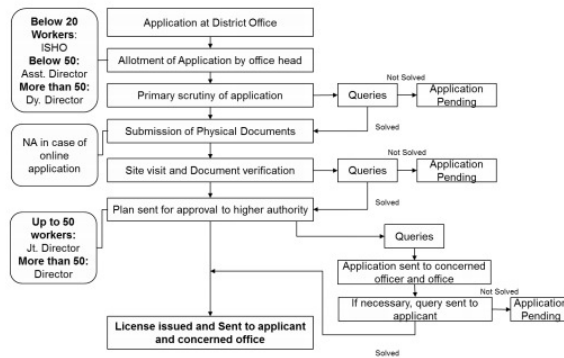 Below 20
Workers:
ISHO
Below 50:
Asst. Director
More than 50:
Dy. Director
Application at District Office
Allotment of Application by office head
Primary scrutiny of application
Queries
Not Solved
Application
Pending
Solved
NA in case of
online
application
Submission of Physical Documents
Site visit and Document verification
Queries
Not Solved
Application
Pending
Solved
Up to 50
workers:
Jt. Director
More than 50:
Director
Plan sent for approval to higher authority
Queries
Application sent to concerned
officer and office
Not Solved
If necessary, query sent to
applicant
Application
Pending
Solved
License issued and Sent to applicant
and concerned office